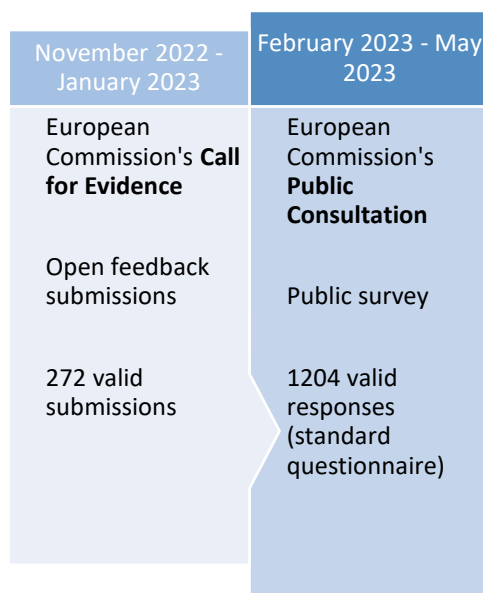 November 2022 -
January 2023
European
Commission's Call
for Evidence
Open feedback
submissions
272 valid
submissions
February 2023 - May
2023
European
Commission's
Public
Consultation
Public survey
1204 valid
responses
(standard
questionnaire)